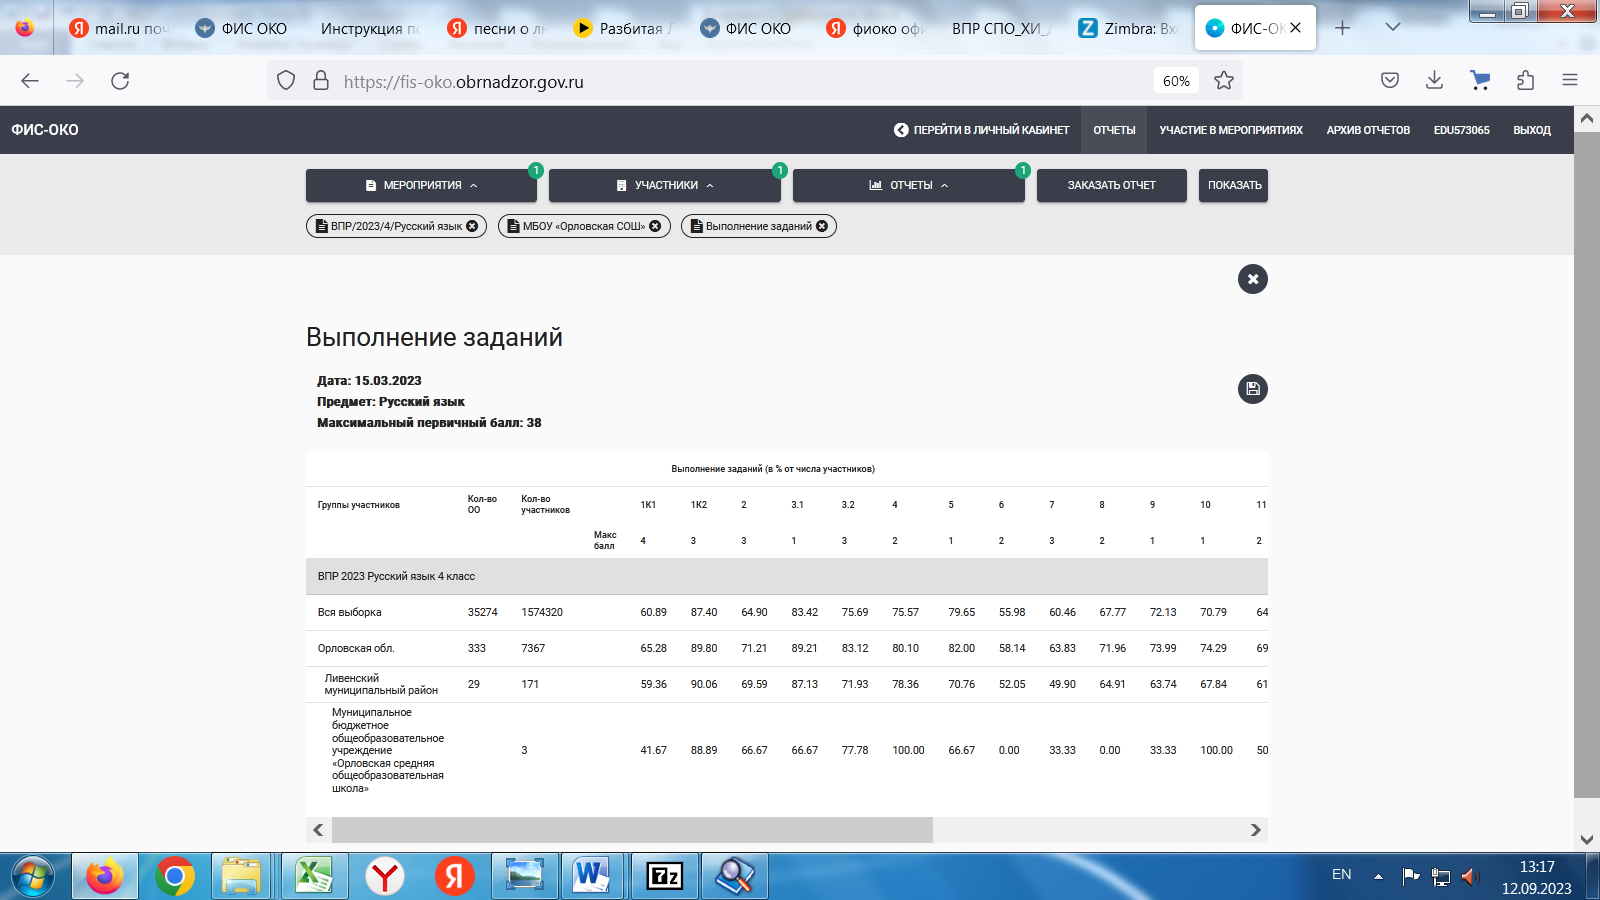 mail.ru поч
ФИС ОКО
Инструкция по
песни о лю
Разбитая Л
ФИС ОКО
фиоко офи
ВПР СПО_ХИ_
Zimbra: Вхо
ФИС-ОК
https://fis-oko.obrnadzor.gov.ru
60%
ФИС-ОКО
ПЕРЕЙТИ В ЛИЧНЫЙ КАБИНЕТ
ОТЧЕТЫ
УЧАСТИЕ В МЕРОПРИЯТИЯХ
АРХИВ ОТЧЕТОВ
EDU573065
ВЫХОД
МЕРОПРИЯТИЯ 1
УЧАСТНИКИ 1
ОТЧЕТЫ 1
ЗАКАЗАТЬ ОТЧЕТ
ПОКАЗАТЬ
ВПР/2023/4/Русский язык
МБОУ «Орловская СОШ»
Выполнение заданий
Выполнение заданий
Дата: 15.03.2023
Предмет: Русский язык
Максимальный первичный балл: 38
Выполнение заданий (в % от числа участников)
Группы участников Кол-во ОО Кол-во участников 1К1 1К2 2 3.1 3.2 4 5 6 7 8 9 10 11
Макс балл 4 3 3 1 3 2 1 2 3 2 1 1 2
ВПР 2023 Русский язык 4 класс
Вся выборка 35274 1574320 60.89 87.40 64.90 83.42 75.69 75.57 79.65 55.98 60.46 67.77 72.13 70.79 64
Орловская обл. 333 7367 65.28 89.80 71.21 89.21 83.12 80.10 82.00 58.14 63.83 71.96 73.99 74.29 69
Ливенский
муниципальный район 29 171 59.36 90.06 69.59 87.13 71.93 78.36 70.76 52.05 49.90 64.91 63.74 67.84 61
Муниципальное
бюджетное
общеобразовательное
учреждение
«Орловская средняя
общеобразовательная
школа»
3 41.67 88.89 66.67 66.67 77.78 100.00 66.67 0.00 33.33 0.00 33.33 100.00 50
7z
EN
13:17
12.09.2023